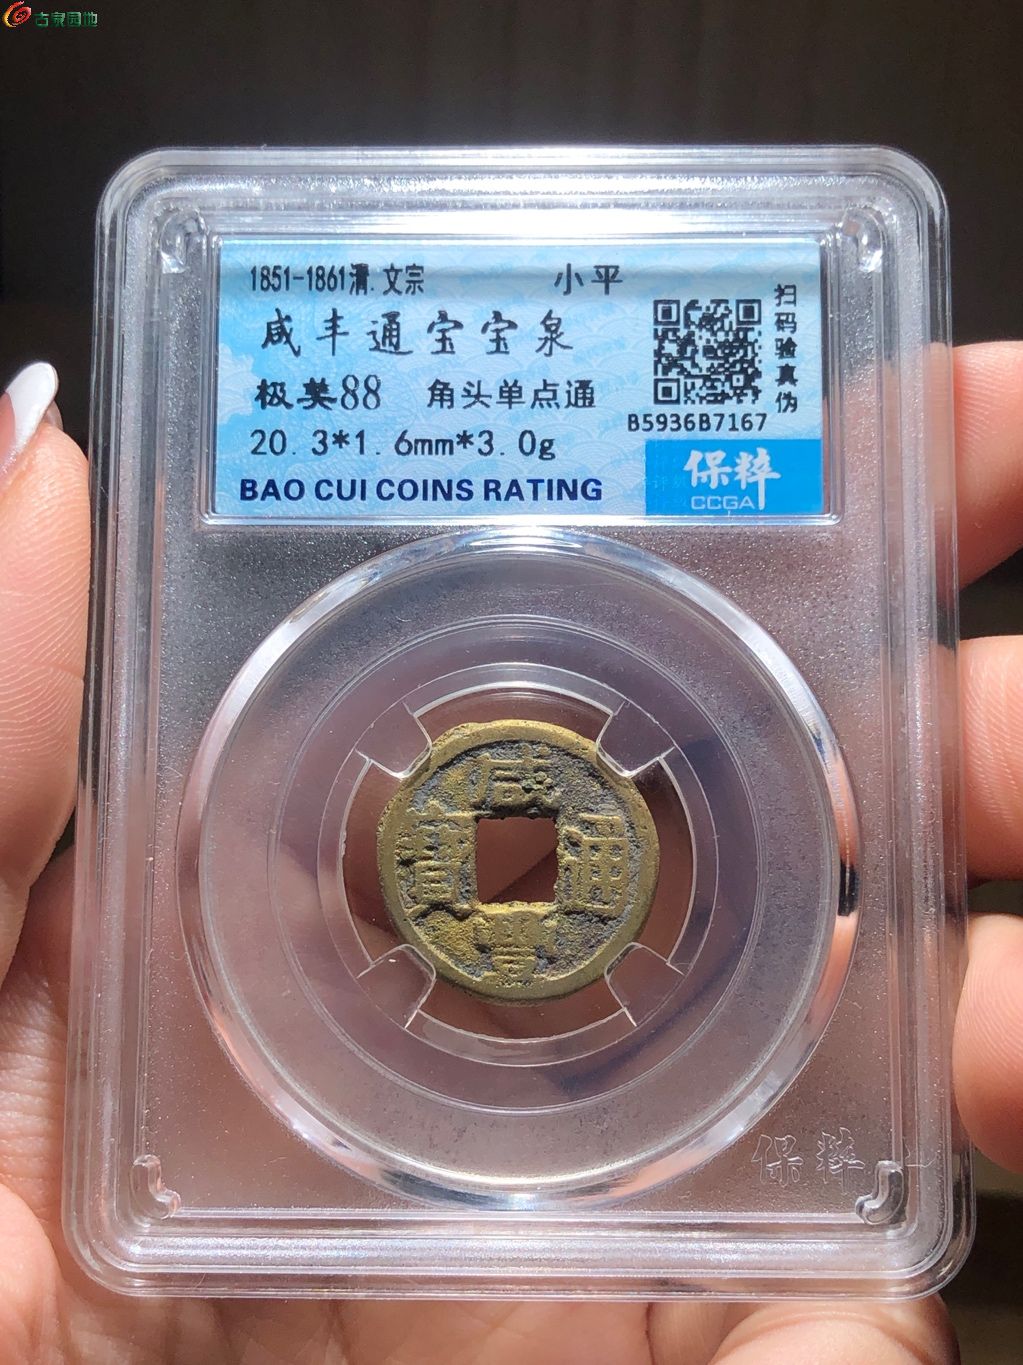 古泉园地
1851-1861清.文宗 小平
咸丰通宝宝泉
极美88 角头单点通
20.3*1.6mm*3.0g
BAO CUI COINS RATING
扫码验真伪
B5936B7167
保粹
CCGA
咸
寶 通
豐
保粹